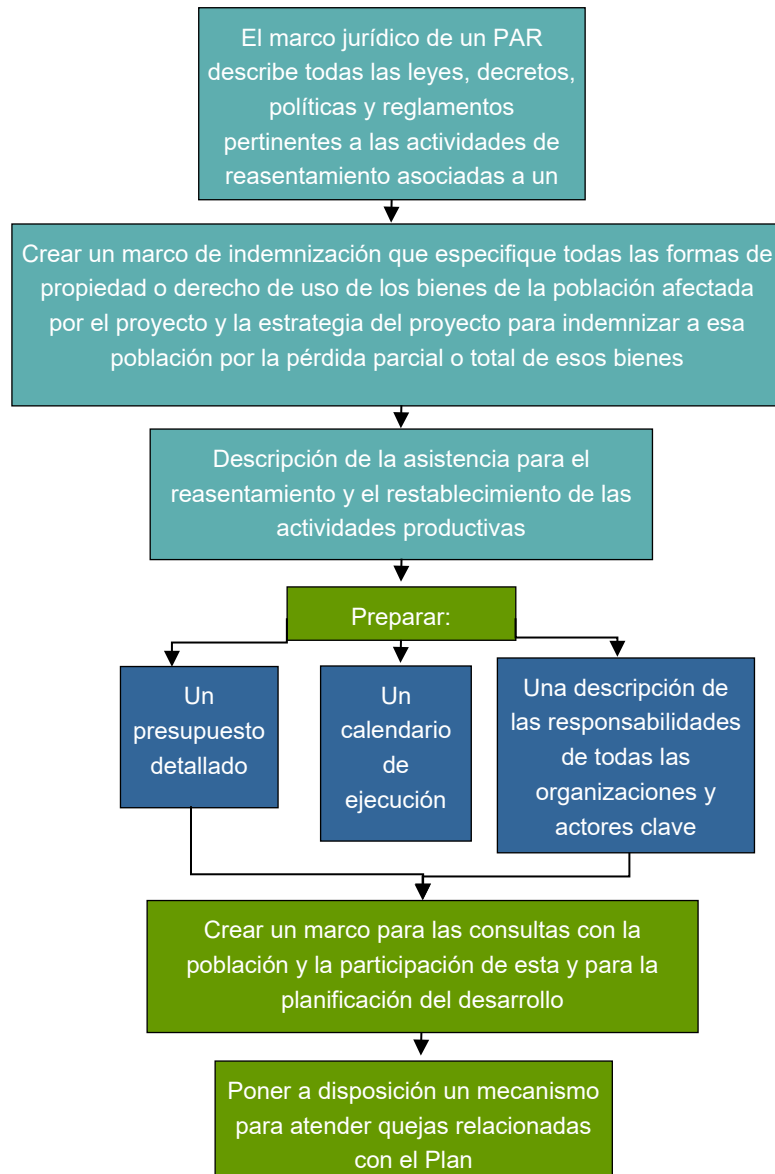 El marco jurídico de un PAR
describe todas las leyes, decretos,
políticas y reglamentos
pertinentes a las actividades de
reasentamiento asociadas a un
Crear un marco de indemnización que especifique todas las formas de
propiedad o derecho de uso de los bienes de la población afectada
por el proyecto y la estrategia del proyecto para indemnizar a esa
población por la pérdida parcial o total de esos bienes
Descripción de la asistencia para el
reasentamiento y el restablecimiento de las
actividades productivas
Preparar:
Un
presupuesto
detallado
Un
calendario
de
ejecución
Una descripción de
las responsabilidades
de todas las
organizaciones y
actores clave
Crear un marco para las consultas con la
población y la participación de esta y para la
planificación del desarrollo
Poner a disposición un mecanismo
para atender quejas relacionadas
con el Plan